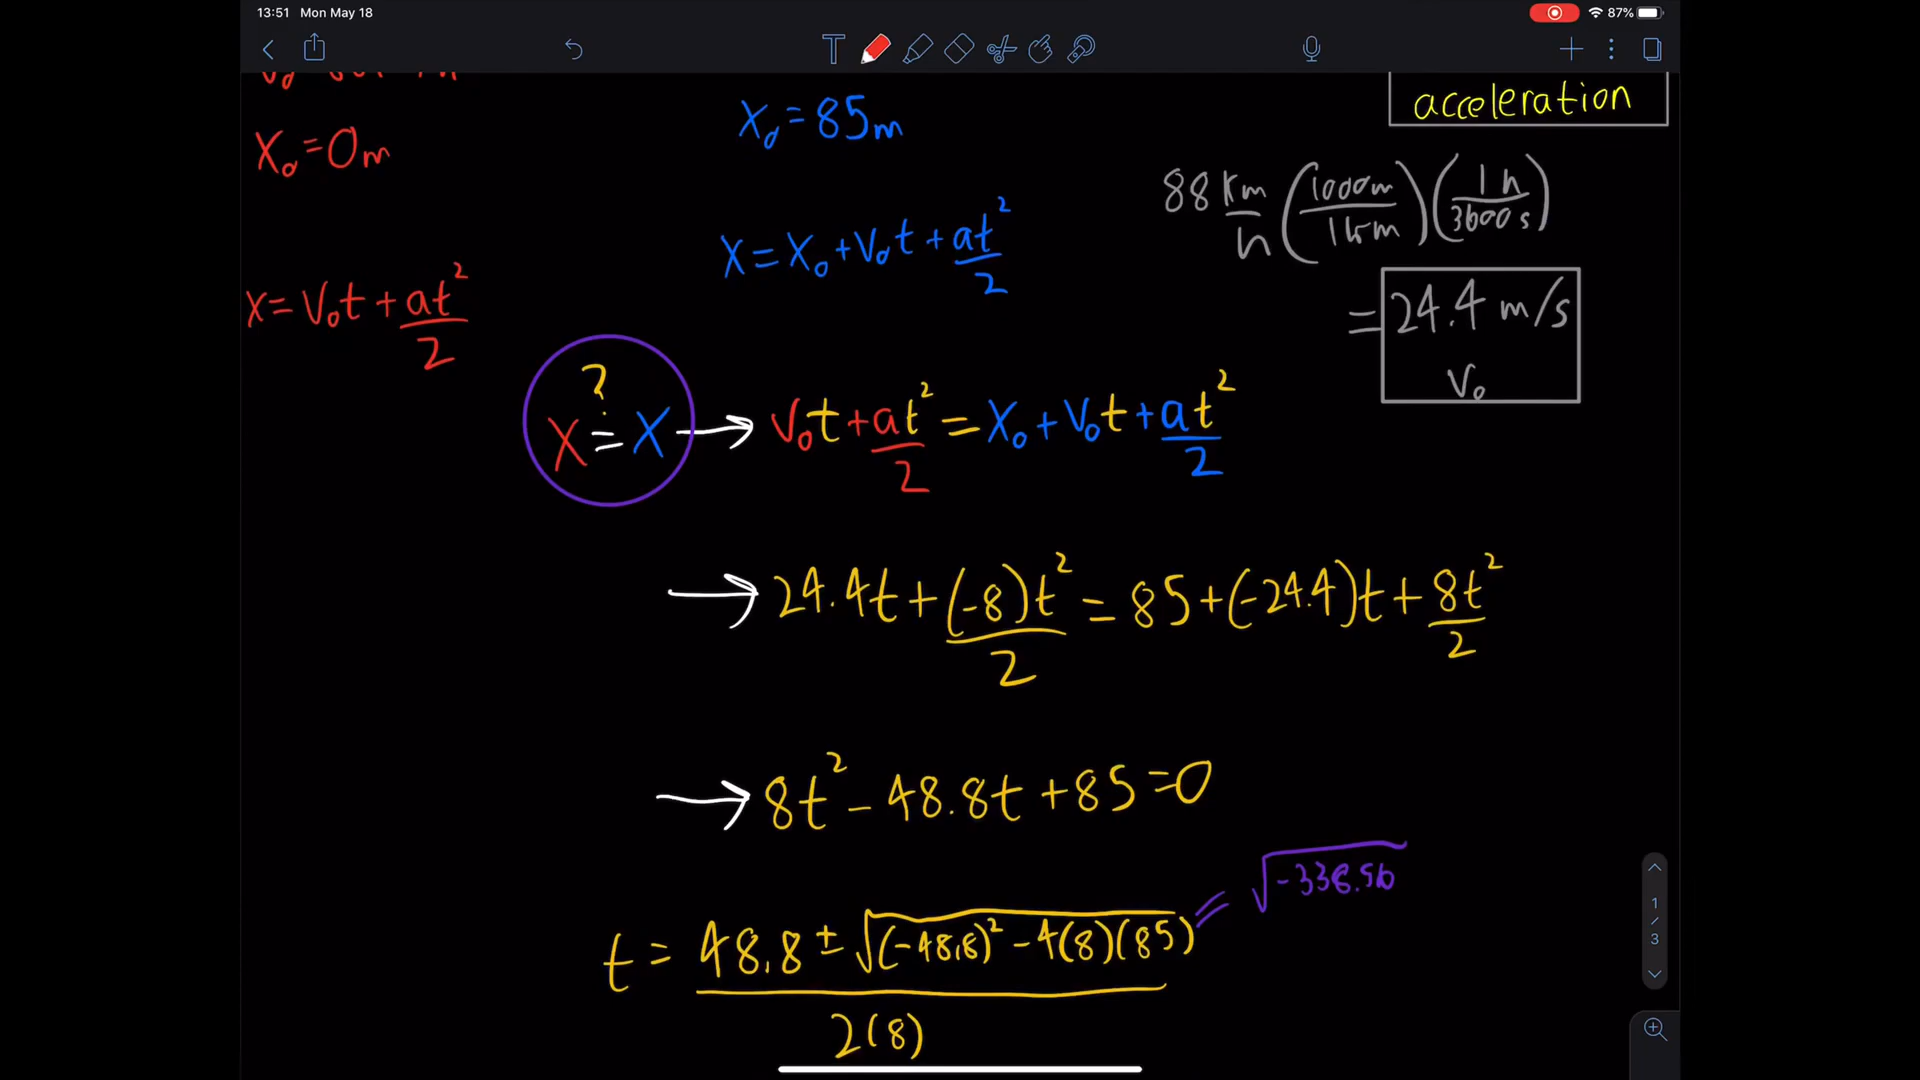 13:51 Mon May 18
87%
T
acceleration
X₀=85m
X₀=0m
88 Km/h (1000m/1km)(1h/3600s)
X=X₀+V₀t+at²/2
X=V₀t+at²/2
=24.4 m/s
V₀
?
X=X → V₀t+at²/2=X₀+V₀t+at²/2
→24.4t+(-8)t²/2=85+(-24.4)t+8t²/2
→8t²-48.8t+85=0
=√-338.56
t=48.8±√(-48.8)²-4(8)(85)/2(8)
1
/
3